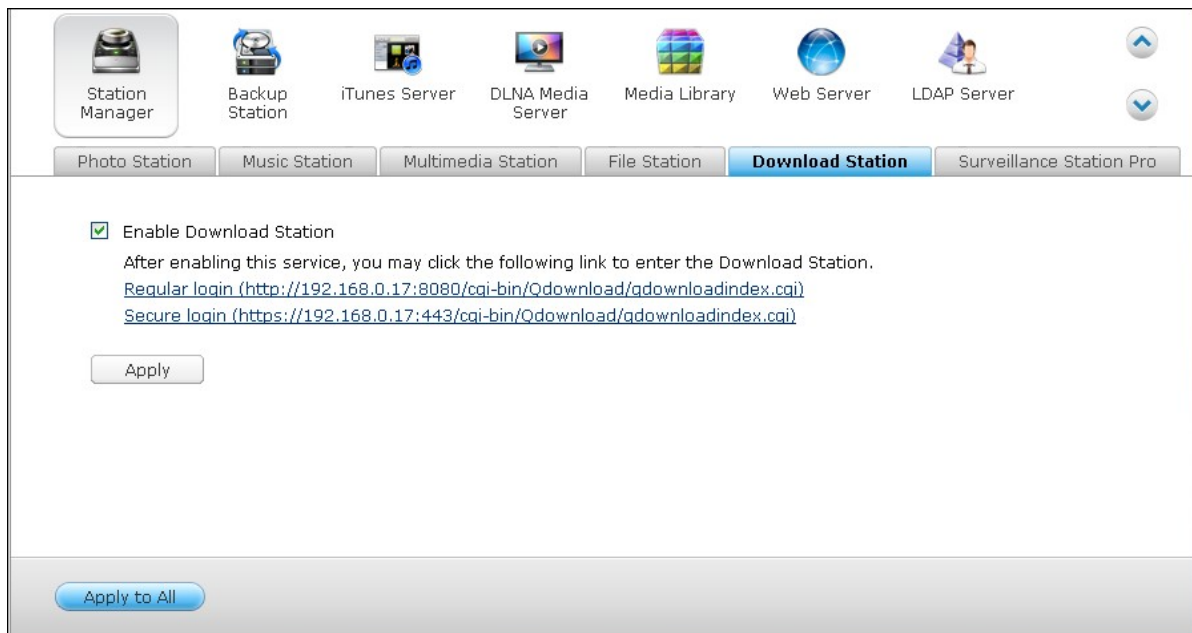 Station Manager
Backup Station
iTunes Server
DLNA Media Server
Media Library
Web Server
LDAP Server
Photo Station
Music Station
Multimedia Station
File Station
Download Station
Surveillance Station Pro
Enable Download Station
After enabling this service, you may click the following link to enter the Download Station.
Regular login (http://192.168.0.17:8080/cgi-bin/Qdownload/qdownloadindex.cgi)
Secure login (https://192.168.0.17:443/cgi-bin/Qdownload/qdownloadindex.cgi)
Apply
Apply to All